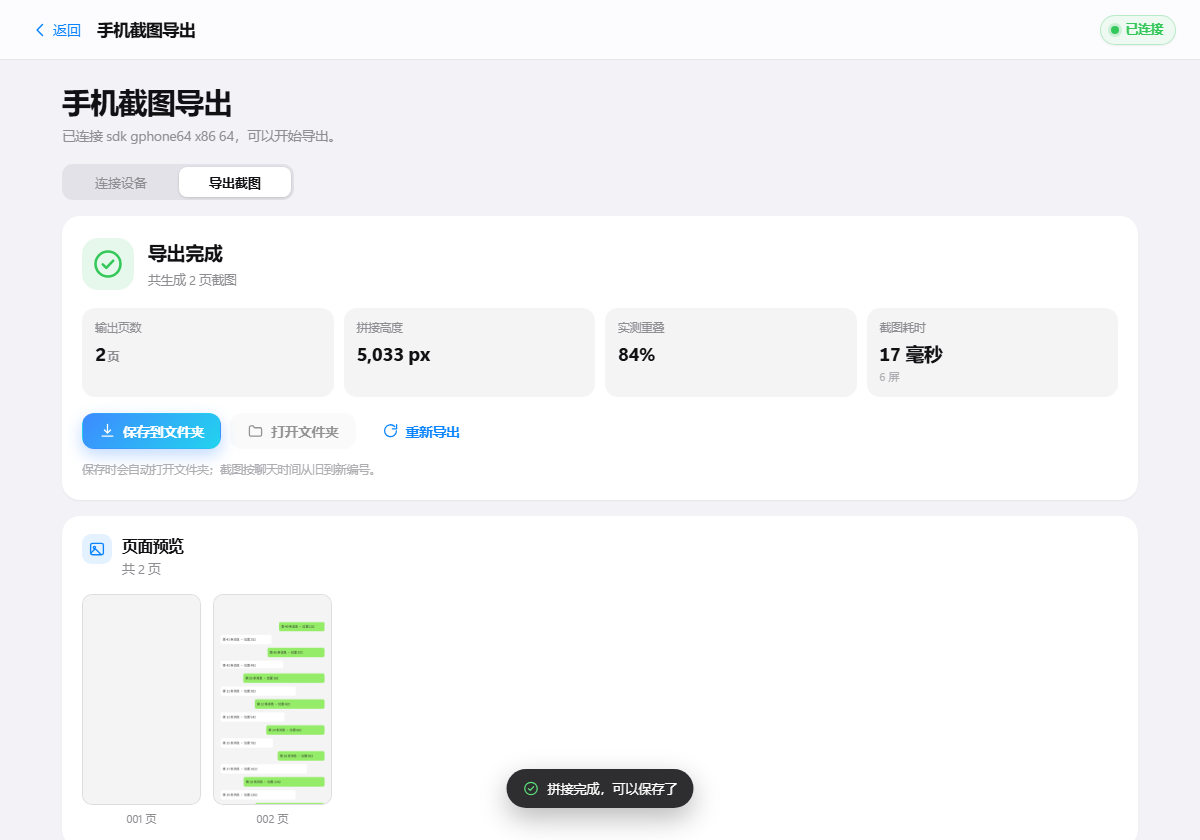 返回
手机截图导出
已连接
手机截图导出
已连接 sdk gphone64 x86 64，可以开始导出。
连接设备
导出截图
导出完成
共生成 2 页截图
输出页数
2页
拼接高度
5,033 px
实测重叠
84%
截图耗时
17 毫秒
6 屏
保存到文件夹
打开文件夹
重新导出
保存时会自动打开文件夹；截图按聊天时间从旧到新编号。
页面预览
共 2 页
001 页
002 页
拼接完成，可以保存了